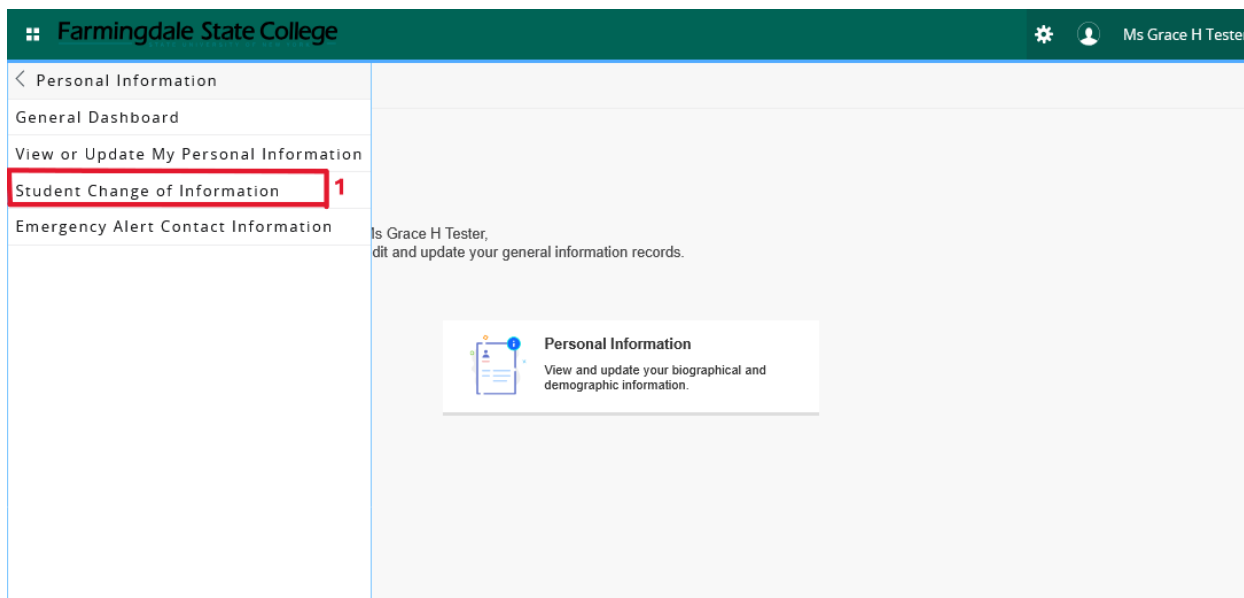 Farmingdale State College
Ms Grace H Tester
Personal Information
General Dashboard
View or Update My Personal Information
Student Change of Information 1
Emergency Alert Contact Information
Grace H Tester,
and update your general information records.
Personal Information
View and update your biographical and
demographic information.